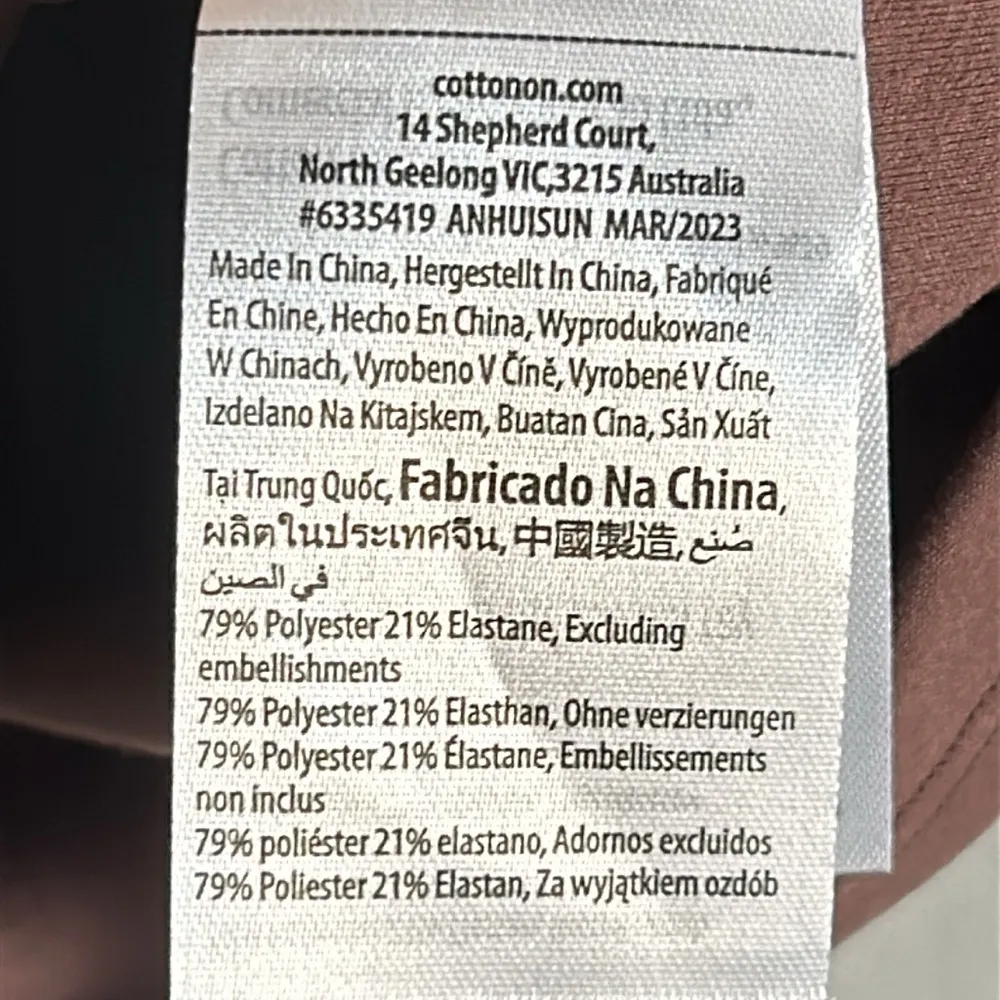 cottonon.com
14 Shepherd Court,
North Geelong VIC,3215 Australia
#6335419 ANHUISUN MAR/2023
Made In China, Hergestellt In China, Fabriqué
En Chine, Hecho En China, Wyprodukowane
W Chinach, Vyrobeno V Číně, Vyrobené V Číne,
Izdelano Na Kitajskem, Buatan Cina, Sản Xuất
Tại Trung Quốc, Fabricado Na China,
ผลิตในประเทศจีน, 中國製造, صُنع
في الصين
79% Polyester 21% Elastane, Excluding
embellishments
79% Polyester 21% Elasthan, Ohne verzierungen
79% Polyester 21% Élastane, Embellissements
non inclus
79% poliéster 21% elastano, Adornos excluidos
79% Poliester 21% Elastan, Za wyjątkiem ozdób